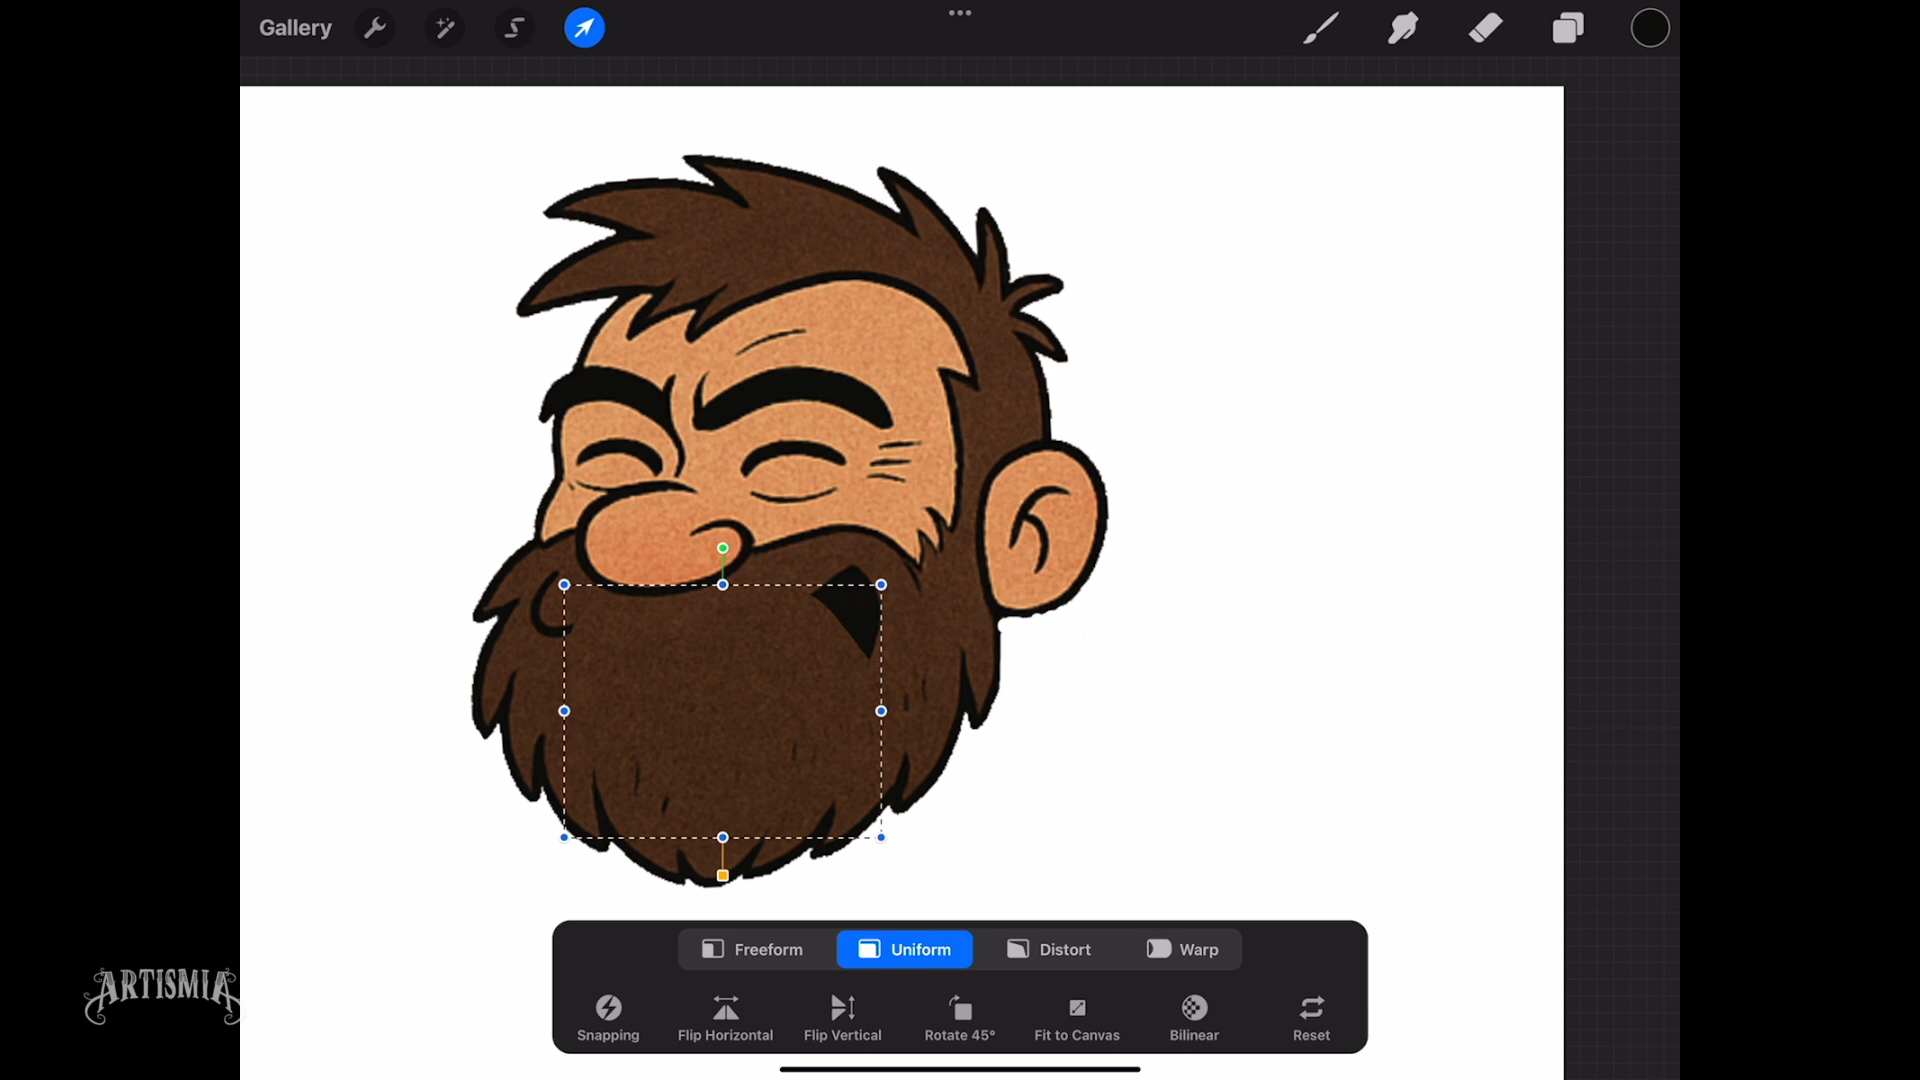 Gallery
Freeform
Uniform
Distort
Warp
Snapping
Flip Horizontal
Flip Vertical
Rotate 45°
Fit to Canvas
Bilinear
Reset
ARTISMIA